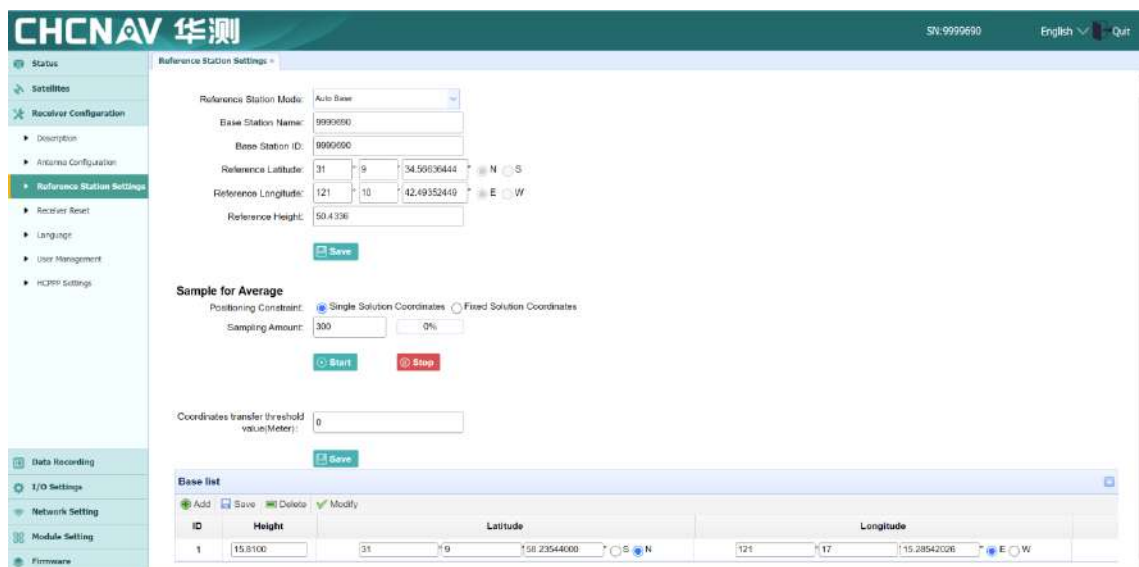 CHCNAV 华测
SN:9999690 English Quit
Status
Satellites
Receiver Configuration
Description
Antenna Configuration
Reference Station Settings
Receiver Reset
Language
User Management
HCPPP Settings
Data Recording
I/O Settings
Network Setting
Module Setting
Firmware
Reference Station Settings ×
Reference Station Mode: Auto Base
Base Station Name: 9999690
Base Station ID: 9999690
Reference Latitude: 31 ° 9 ' 34.56636444 " N S
Reference Longitude: 121 ° 10 ' 42.49352449 " E W
Reference Height: 50.4336
Save
Sample for Average
Positioning Constraint: Single Solution Coordinates Fixed Solution Coordinates
Sampling Amount: 300 0%
Start Stop
Coordinates transfer threshold
value(Meter): 0
Save
Base list
Add Save Delete Modify
ID Height Latitude Longitude
1 15.8100 31 ° 9 ' 58.23544000 " S N 121 ° 17 ' 15.28542026 " E W